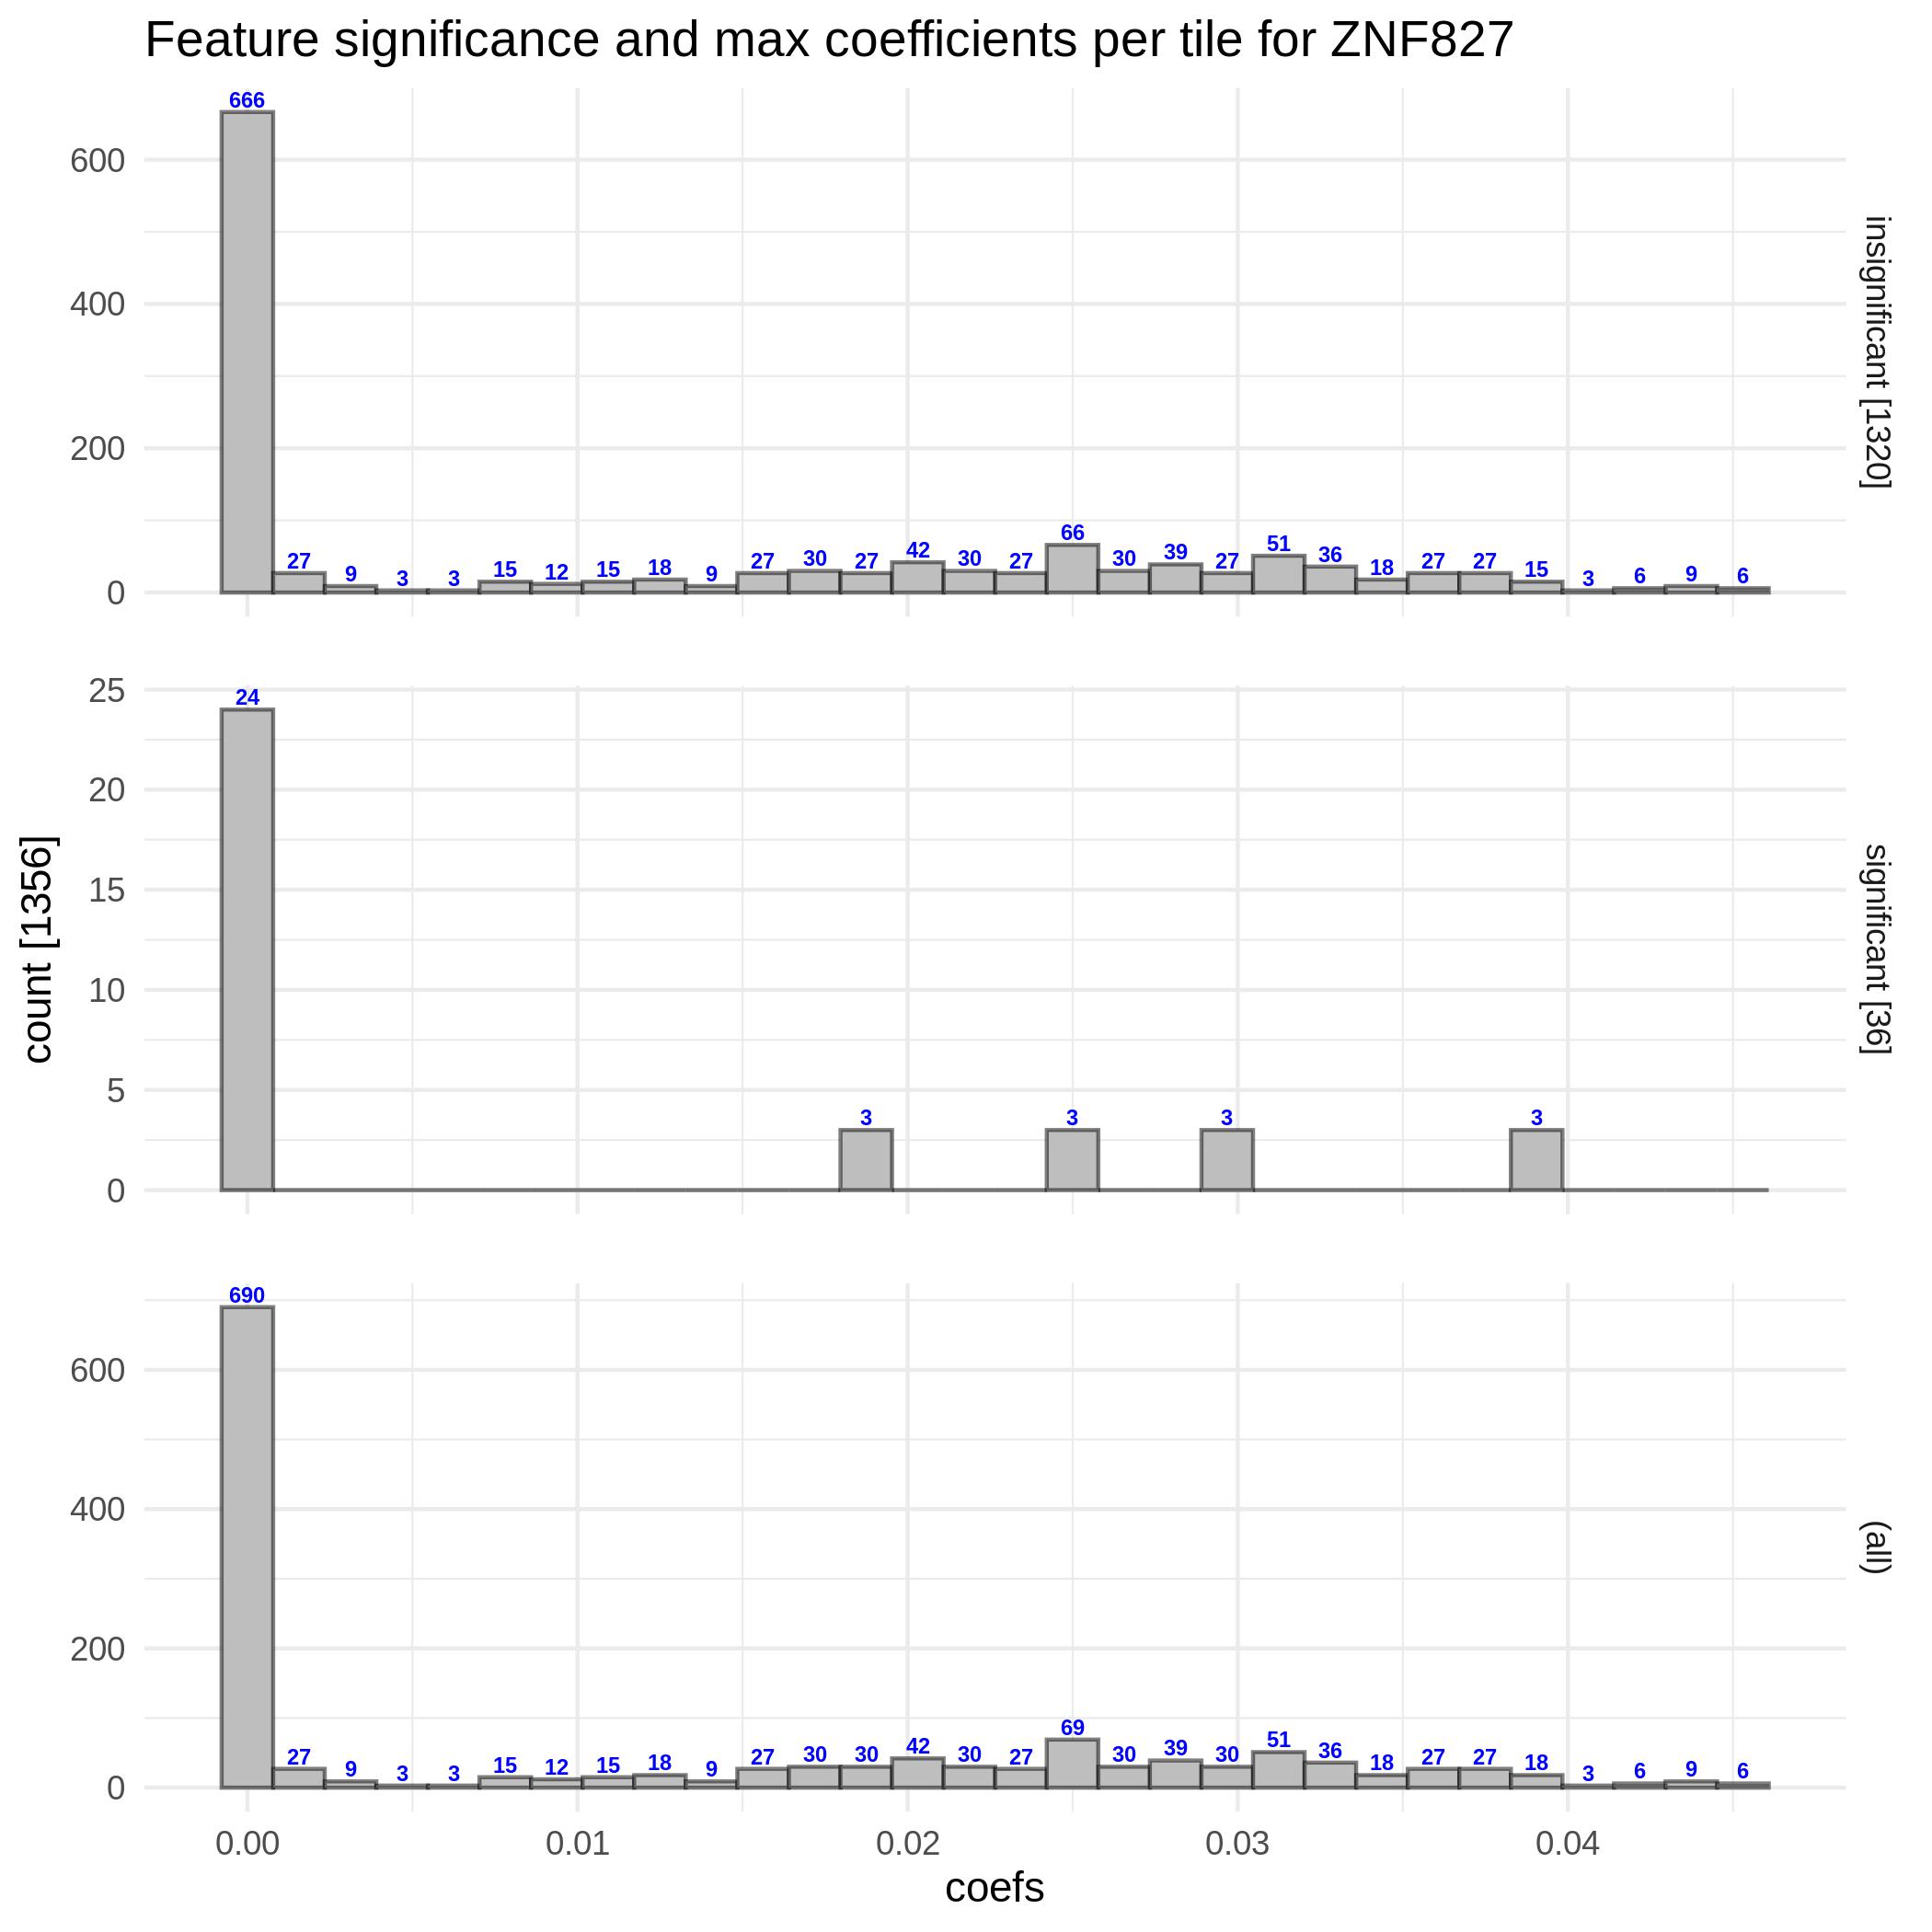 Feature significance and max coefficients per tile for ZNF827
666
600
400
200
0
27 9 3 3 15 12 15 18 9 27 30 27 42 30 27 66 30 39 27 51 36 18 27 27 15 3 6 9 6
insignificant [1320]
count [1356]
25
24
20
15
10
5
0
3 3 3 3
significant [36]
690
600
400
200
0
27 9 3 3 15 12 15 18 9 27 30 30 42 30 27 69 30 39 30 51 36 18 27 27 18 3 6 9 6
(all)
0.00 0.01 0.02 0.03 0.04
coefs